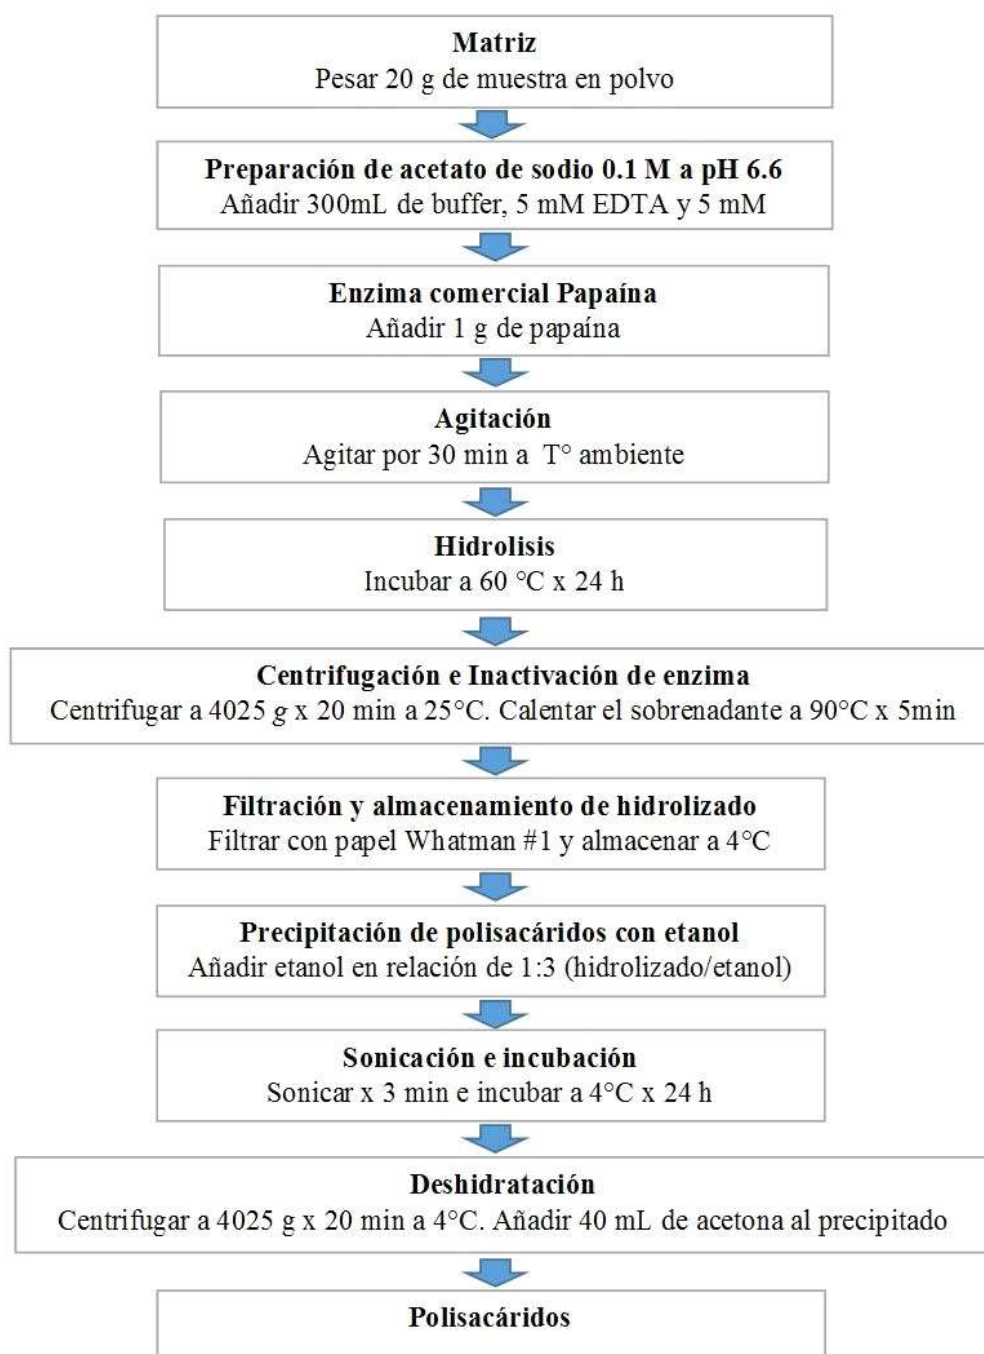 Matriz
Pesar 20 g de muestra en polvo
Preparación de acetato de sodio 0.1 M a pH 6.6
Añadir 300mL de buffer, 5 mM EDTA y 5 mM
Enzima comercial Papaína
Añadir 1 g de papaína
Agitación
Agitar por 30 min a T° ambiente
Hidrolisis
Incubar a 60 °C x 24 h
Centrifugación e Inactivación de enzima
Centrifugar a 4025 g x 20 min a 25°C. Calentar el sobrenadante a 90°C x 5min
Filtración y almacenamiento de hidrolizado
Filtrar con papel Whatman #1 y almacenar a 4°C
Precipitación de polisacáridos con etanol
Añadir etanol en relación de 1:3 (hidrolizado/etanol)
Sonicación e incubación
Sonicar x 3 min e incubar a 4°C x 24 h
Deshidratación
Centrifugar a 4025 g x 20 min a 4°C. Añadir 40 mL de acetona al precipitado
Polisacáridos